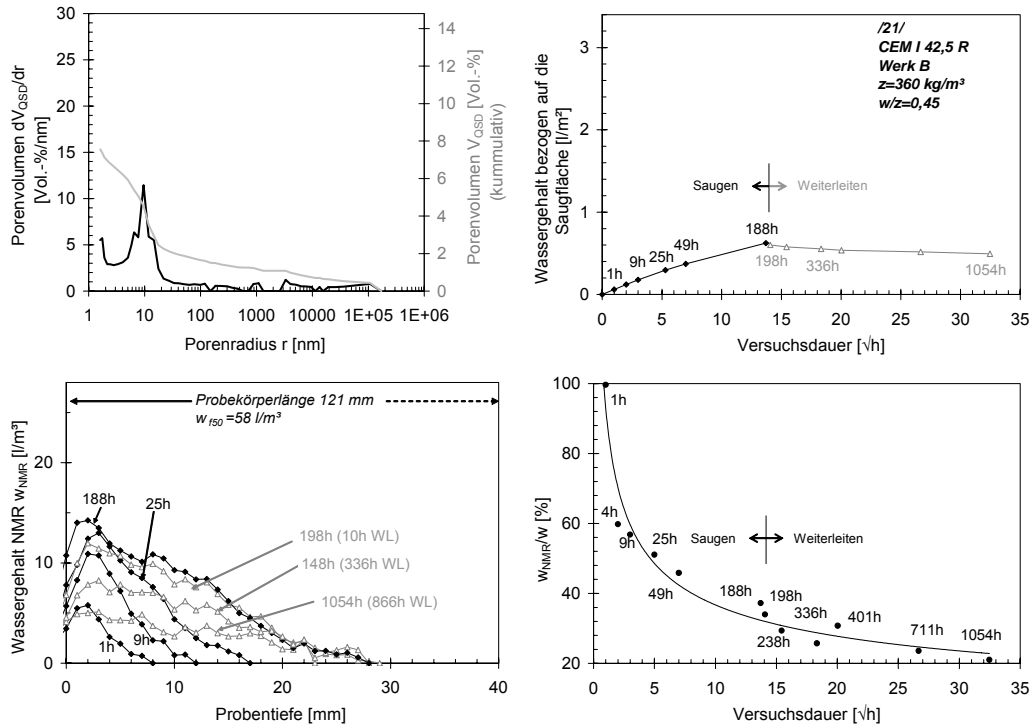 30
25
20
15
10
5
0
14
12
10
8
6
4
2
0
1
10
100
1000
10000
1E+05
1E+06
Porenvolumen dV_QSD/dr
[Vol.-%/nm]
Porenvolumen V_QSD [Vol.-%]
(kummulativ)
Porenradius r [nm]
/21/
CEM I 42,5 R
Werk B
z=360 kg/m³
w/z=0,45
3
2
1
0
Wassergehalt bezogen auf die
Saugfläche [l/m²]
Saugen
Weiterleiten
1h
9h
25h
49h
188h
198h
336h
1054h
0
5
10
15
20
25
30
35
Versuchsdauer [√h]
Probekörperlänge 121 mm
w_f50 =58 l/m³
20
10
0
Wassergehalt NMR w_NMR [l/m³]
188h
25h
198h (10h WL)
148h (336h WL)
1054h (866h WL)
1h
9h
0
10
20
30
40
Probentiefe [mm]
100
80
60
40
20
w_NMR/w [%]
1h
4h
9h
25h
49h
Saugen
Weiterleiten
188h
198h
238h
336h
401h
711h
1054h
0
5
10
15
20
25
30
35
Versuchsdauer [√h]